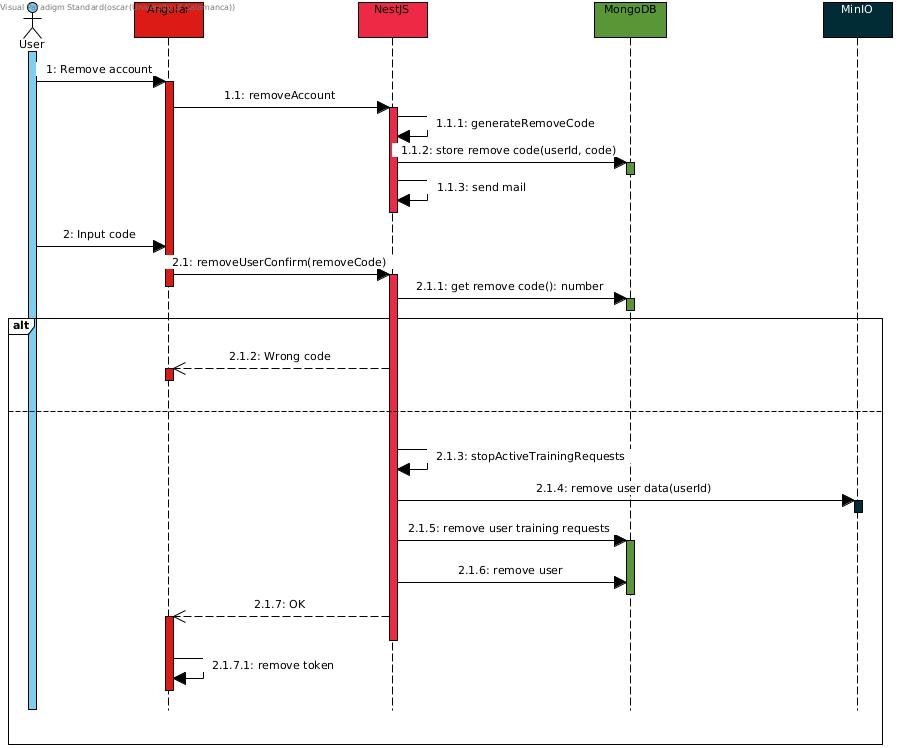 Visual Paradigm Standard(oscar(
Salamanca))
User
Angular
NestJS
MongoDB
MinIO
1: Remove account
1.1: removeAccount
1.1.1: generateRemoveCode
1.1.2: store remove code(userId, code)
1.1.3: send mail
2: Input code
2.1: removeUserConfirm(removeCode)
2.1.1: get remove code(): number
alt
2.1.2: Wrong code
2.1.3: stopActiveTrainingRequests
2.1.4: remove user data(userId)
2.1.5: remove user training requests
2.1.6: remove user
2.1.7: OK
2.1.7.1: remove token